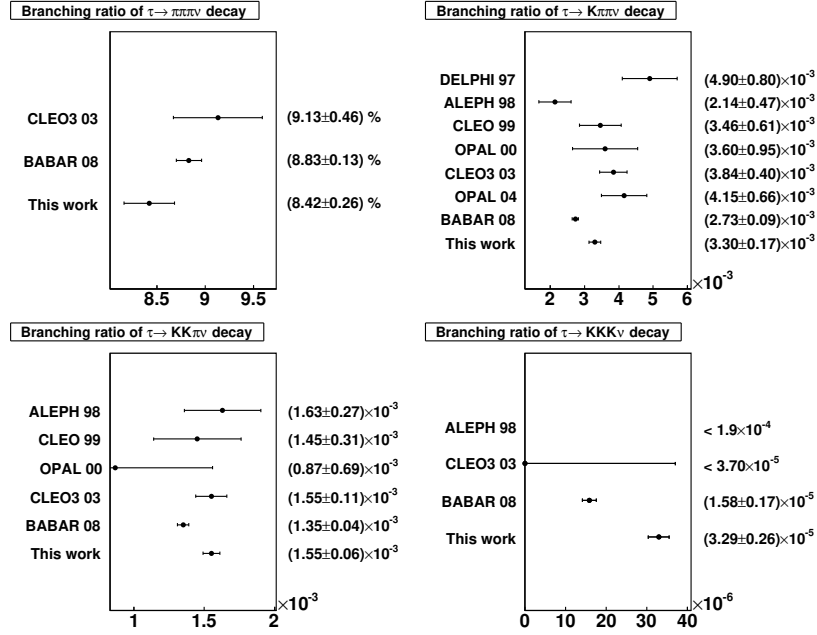 Branching ratio of τ→ πππν decay
CLEO3 03 (9.13±0.46) %
BABAR 08 (8.83±0.13) %
This work (8.42±0.26) %
8.5 9 9.5
Branching ratio of τ→ Kππν decay
DELPHI 97 (4.90±0.80)×10⁻³
ALEPH 98 (2.14±0.47)×10⁻³
CLEO 99 (3.46±0.61)×10⁻³
OPAL 00 (3.60±0.95)×10⁻³
CLEO3 03 (3.84±0.40)×10⁻³
OPAL 04 (4.15±0.66)×10⁻³
BABAR 08 (2.73±0.09)×10⁻³
This work (3.30±0.17)×10⁻³
×10⁻³
2 3 4 5 6
Branching ratio of τ→ KKπν decay
ALEPH 98 (1.63±0.27)×10⁻³
CLEO 99 (1.45±0.31)×10⁻³
OPAL 00 (0.87±0.69)×10⁻³
CLEO3 03 (1.55±0.11)×10⁻³
BABAR 08 (1.35±0.04)×10⁻³
This work (1.55±0.06)×10⁻³
×10⁻³
1 1.5 2
Branching ratio of τ→ KKKν decay
ALEPH 98 < 1.9×10⁻⁴
CLEO3 03 < 3.70×10⁻⁵
BABAR 08 (1.58±0.17)×10⁻⁵
This work (3.29±0.26)×10⁻⁵
×10⁻⁶
0 10 20 30 40